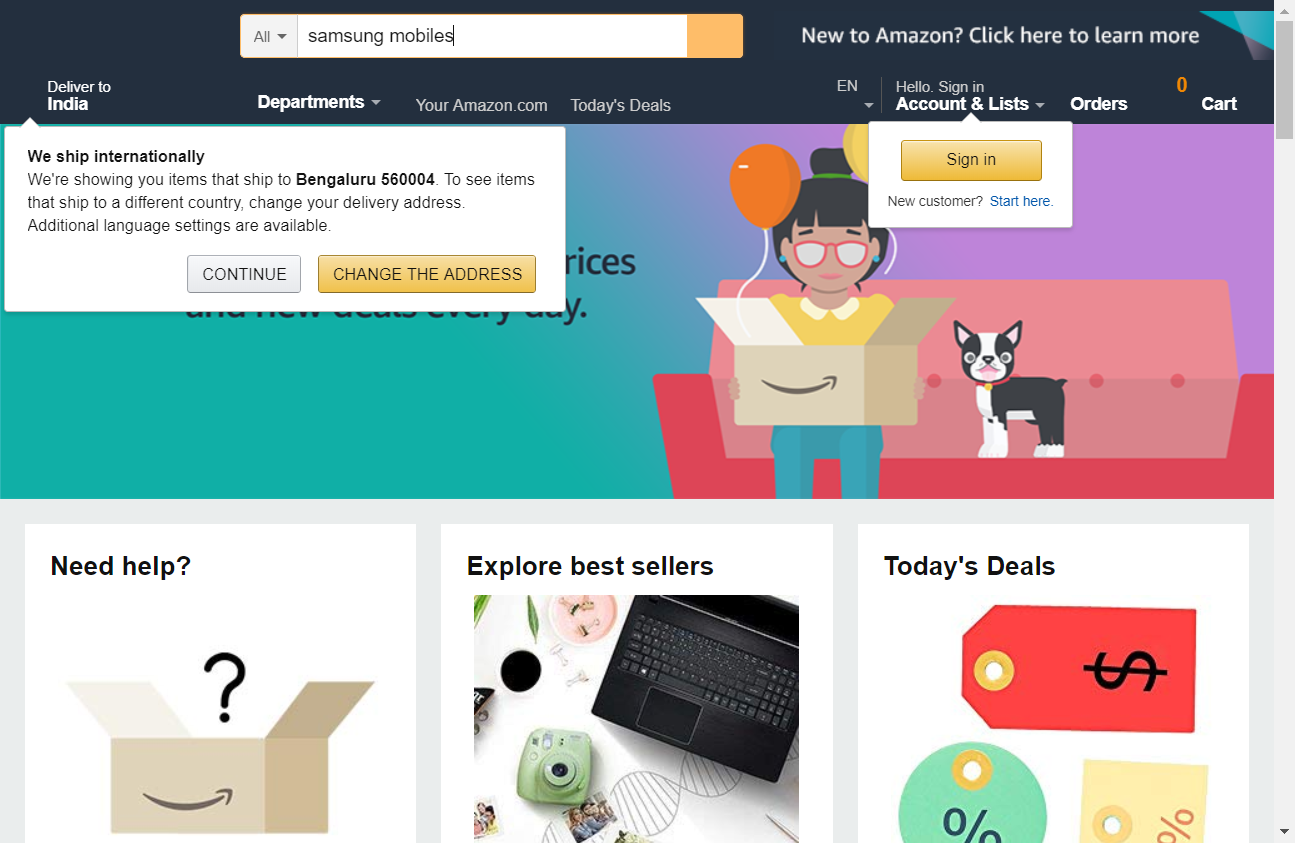 All
samsung mobiles
New to Amazon? Click here to learn more
Deliver to
India
Departments
Your Amazon.com
Today's Deals
EN
Hello. Sign in
Account & Lists
Orders
0
Cart
We ship internationally
We're showing you items that ship to Bengaluru 560004. To see items
that ship to a different country, change your delivery address.
Additional language settings are available.
CONTINUE
CHANGE THE ADDRESS
Sign in
New customer? Start here.
rices
and new deals every day.
Need help?
?
Explore best sellers
Today's Deals
$
%
%